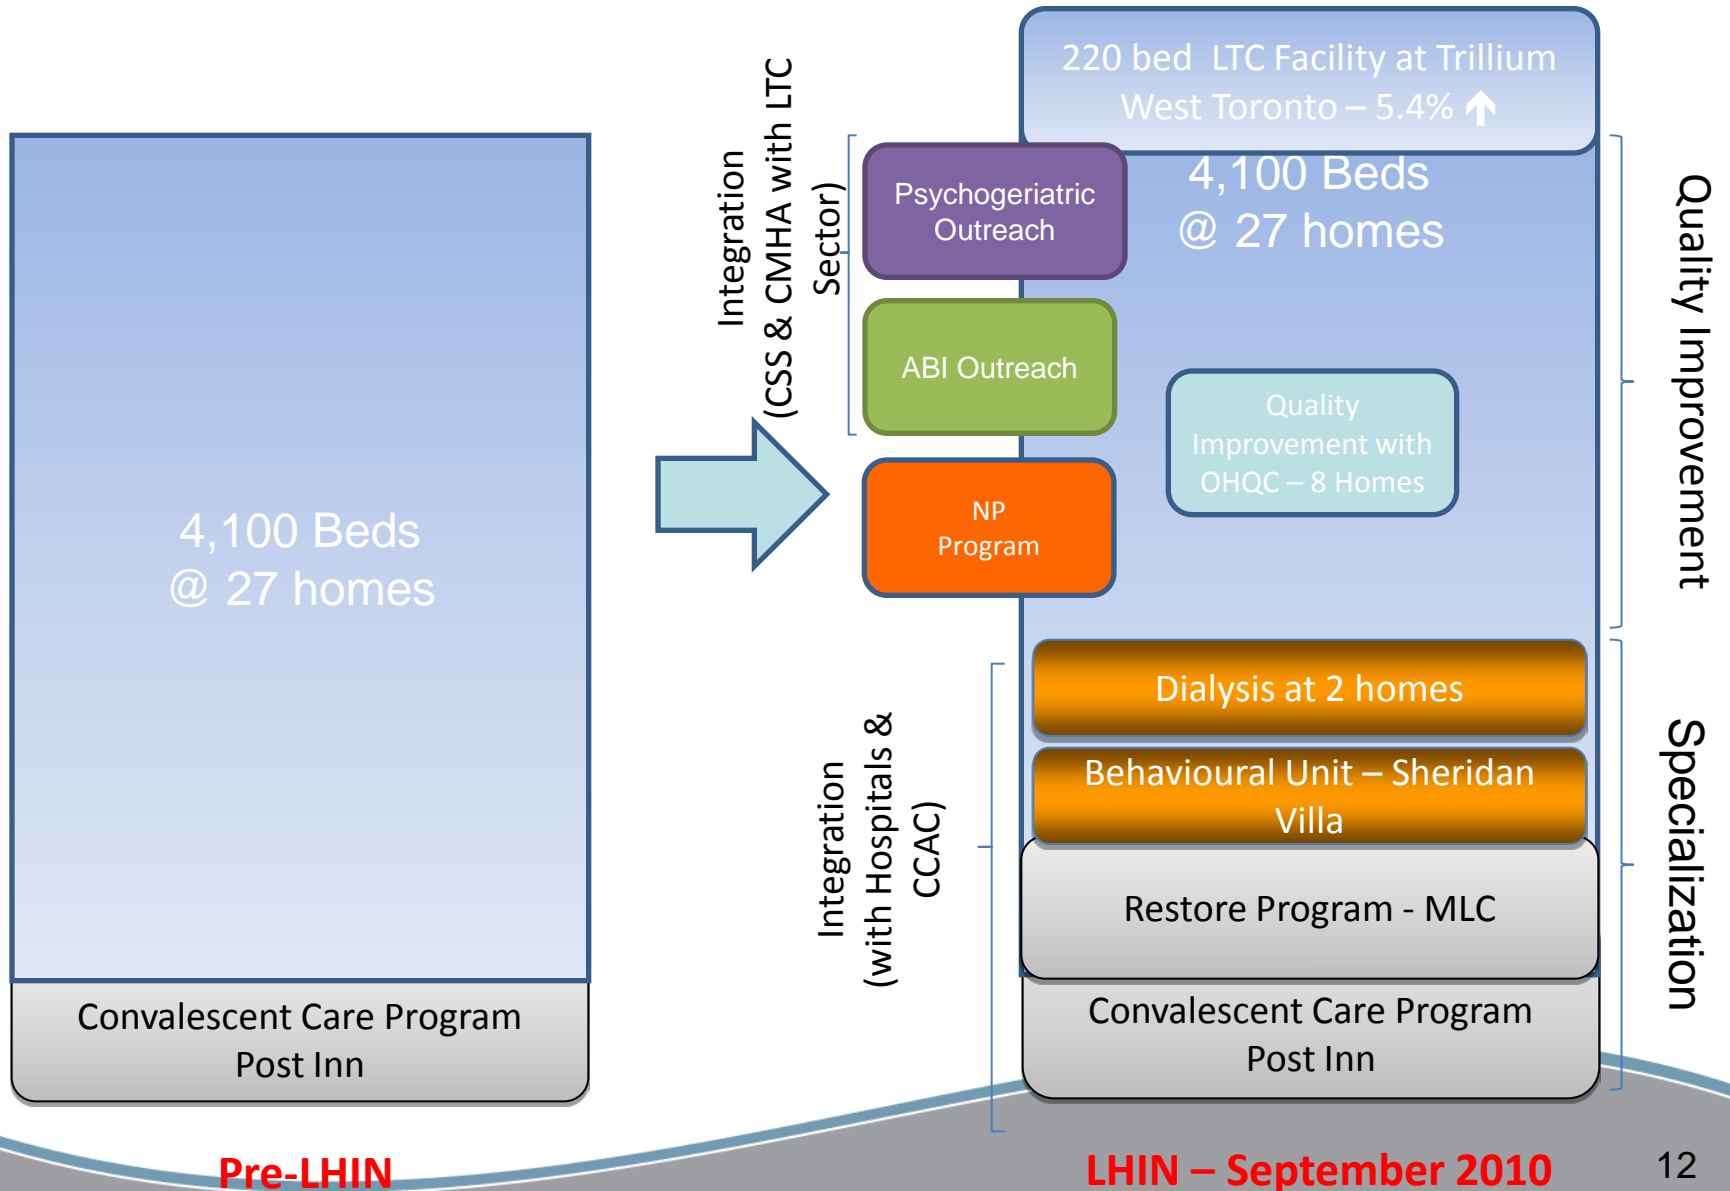 4,100 Beds
@ 27 homes
Convalescent Care Program
Post Inn
Pre-LHIN
Integration
(CSS & CMHA with LTC
Sector)
Psychogeriatric
Outreach
ABI Outreach
NP
Program
Integration
(with Hospitals &
CCAC)
220 bed  LTC Facility at Trillium
West Toronto – 5.4% ↑
4,100 Beds
@ 27 homes
Quality
Improvement with
OHQC – 8 Homes
Dialysis at 2 homes
Behavioural Unit – Sheridan
Villa
Restore Program - MLC
Convalescent Care Program
Post Inn
Quality Improvement
Specialization
LHIN – September 2010
12